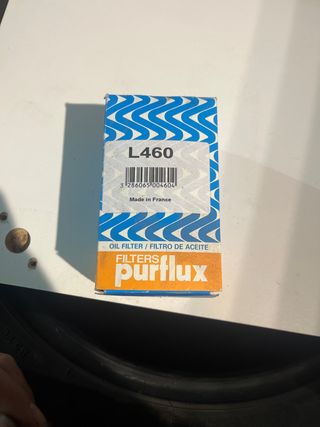 L460
3 286065 004604
Made in France
OIL FILTER / FILTRO DE ACEITE
FILTERS
purflux